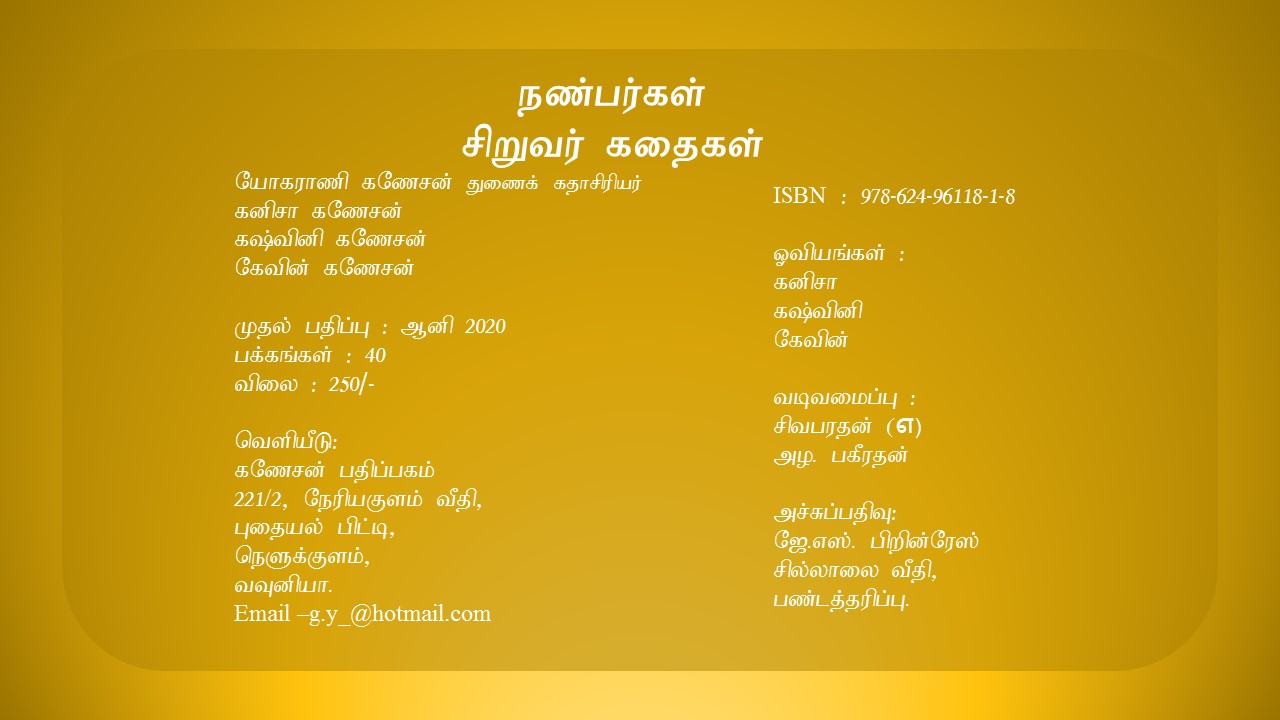 நண்பர்கள்
சிறுவர் கதைகள்
யோகராணி கணேசன் துணைக் கதாசிரியர்
கனிசா கணேசன்
கஷ்வினி கணேசன்
கேவின் கணேசன்
முதல் பதிப்பு : ஆனி 2020
பக்கங்கள் : 40
விலை : 250/-
வெளியீடு:
கணேசன் பதிப்பகம்
221/2, நேரியகுளம் வீதி,
புதையல் பிட்டி,
நெளுக்குளம்,
வவுனியா.
Email –g.y_@hotmail.com
ISBN : 978-624-96118-1-8
ஓவியங்கள் :
கனிசா
கஷ்வினி
கேவின்
வடிவமைப்பு :
சிவபரதன் (எ)
அழ. பகீரதன்
அச்சுப்பதிவு:
ஜே.எஸ். பிறின்ரேஸ்
சில்லாலை வீதி,
பண்டத்தரிப்பு.